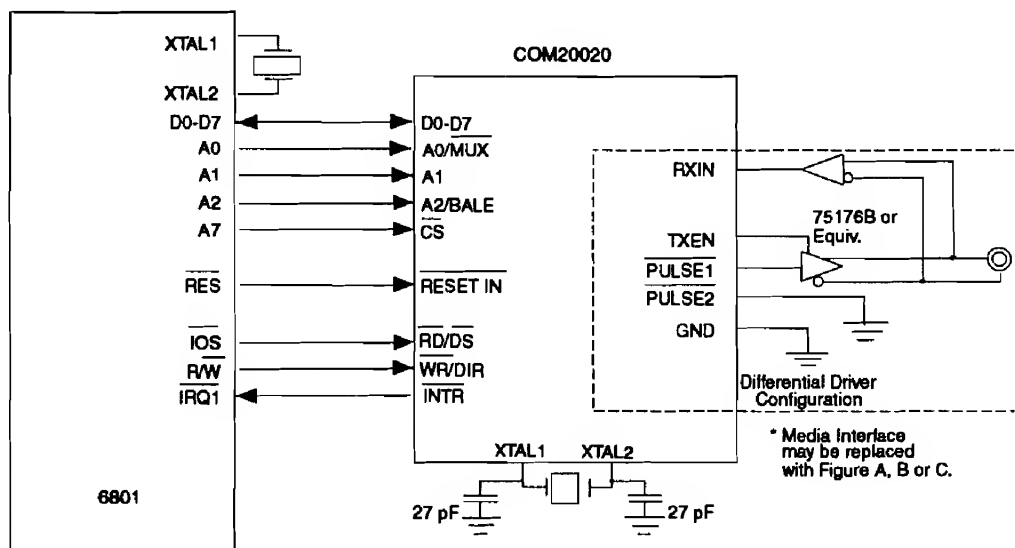 XTAL1
XTAL2
D0-D7
A0
A1
A2
A7
RES
IOS
R/W
IRQ1
6801
COM20020
D0-D7
A0/MUX
A1
A2/BALE
CS
RESET IN
RD/DS
WR/DIR
INTR
XTAL1
XTAL2
27 pF
27 pF
RXIN
TXEN
PULSE1
PULSE2
GND
75176B or
Equiv.
Differential Driver
Configuration
* Media Interface
may be replaced
with Figure A, B or C.